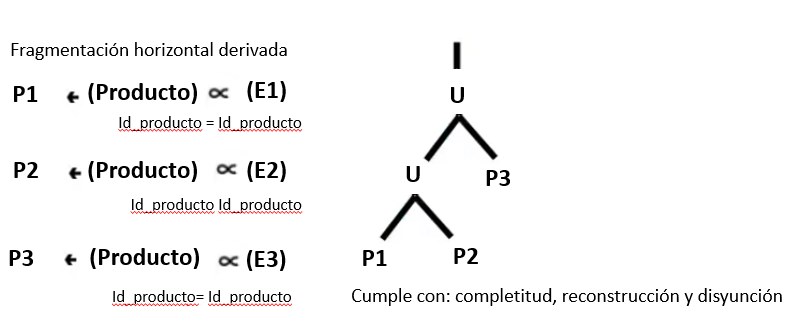 Fragmentación horizontal derivada
P1 ← (Producto) ∝ (E1)
Id_producto = Id_producto
P2 ← (Producto) ∝ (E2)
Id_producto Id_producto
P3 ← (Producto) ∝ (E3)
Id_producto= Id_producto
U
U
P3
P1
P2
Cumple con: completitud, reconstrucción y disyunción